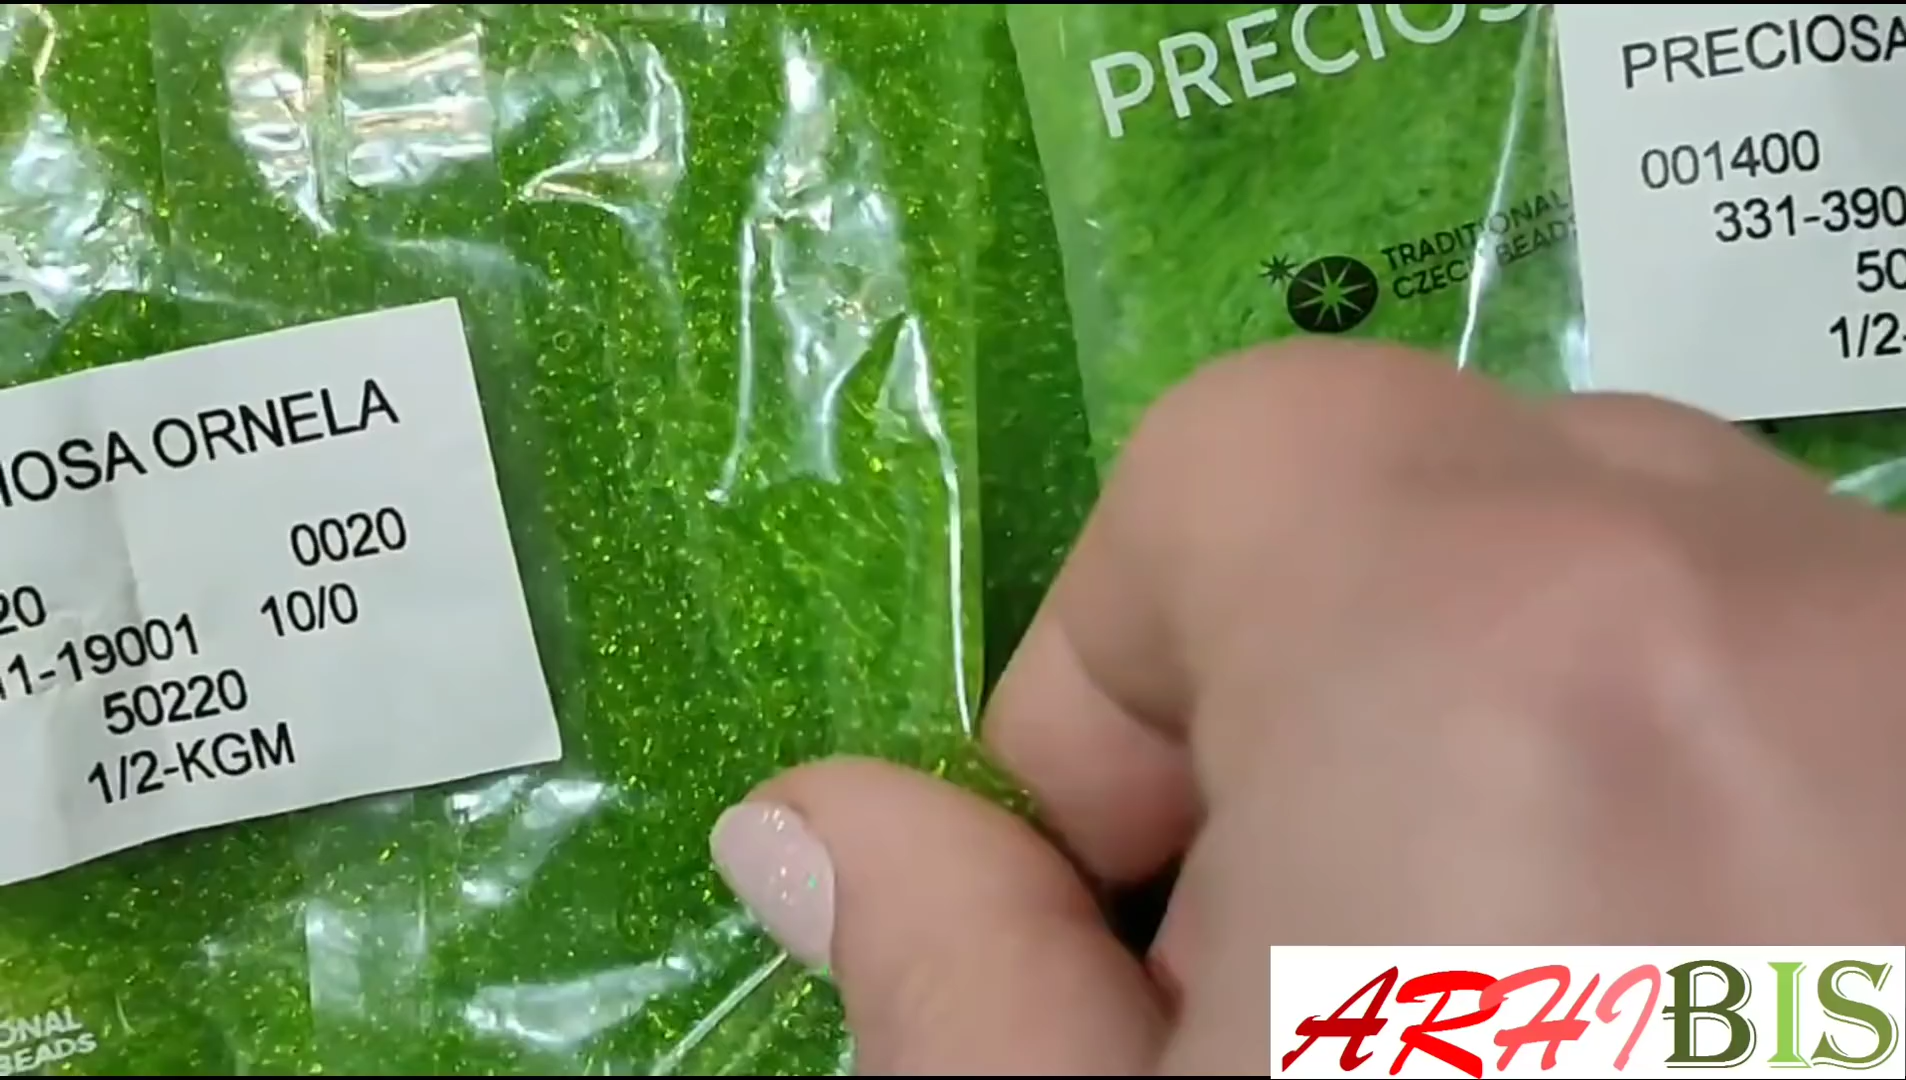 IOSA ORNELA
0020
20
11-19001 10/0
50220
1/2-KGM
ONAL
BEADS
PRECIOS
TRADITIONAL
CZECH BEADS
PRECIOSA
001400
331-390
50
1/2-
ARHIBIS